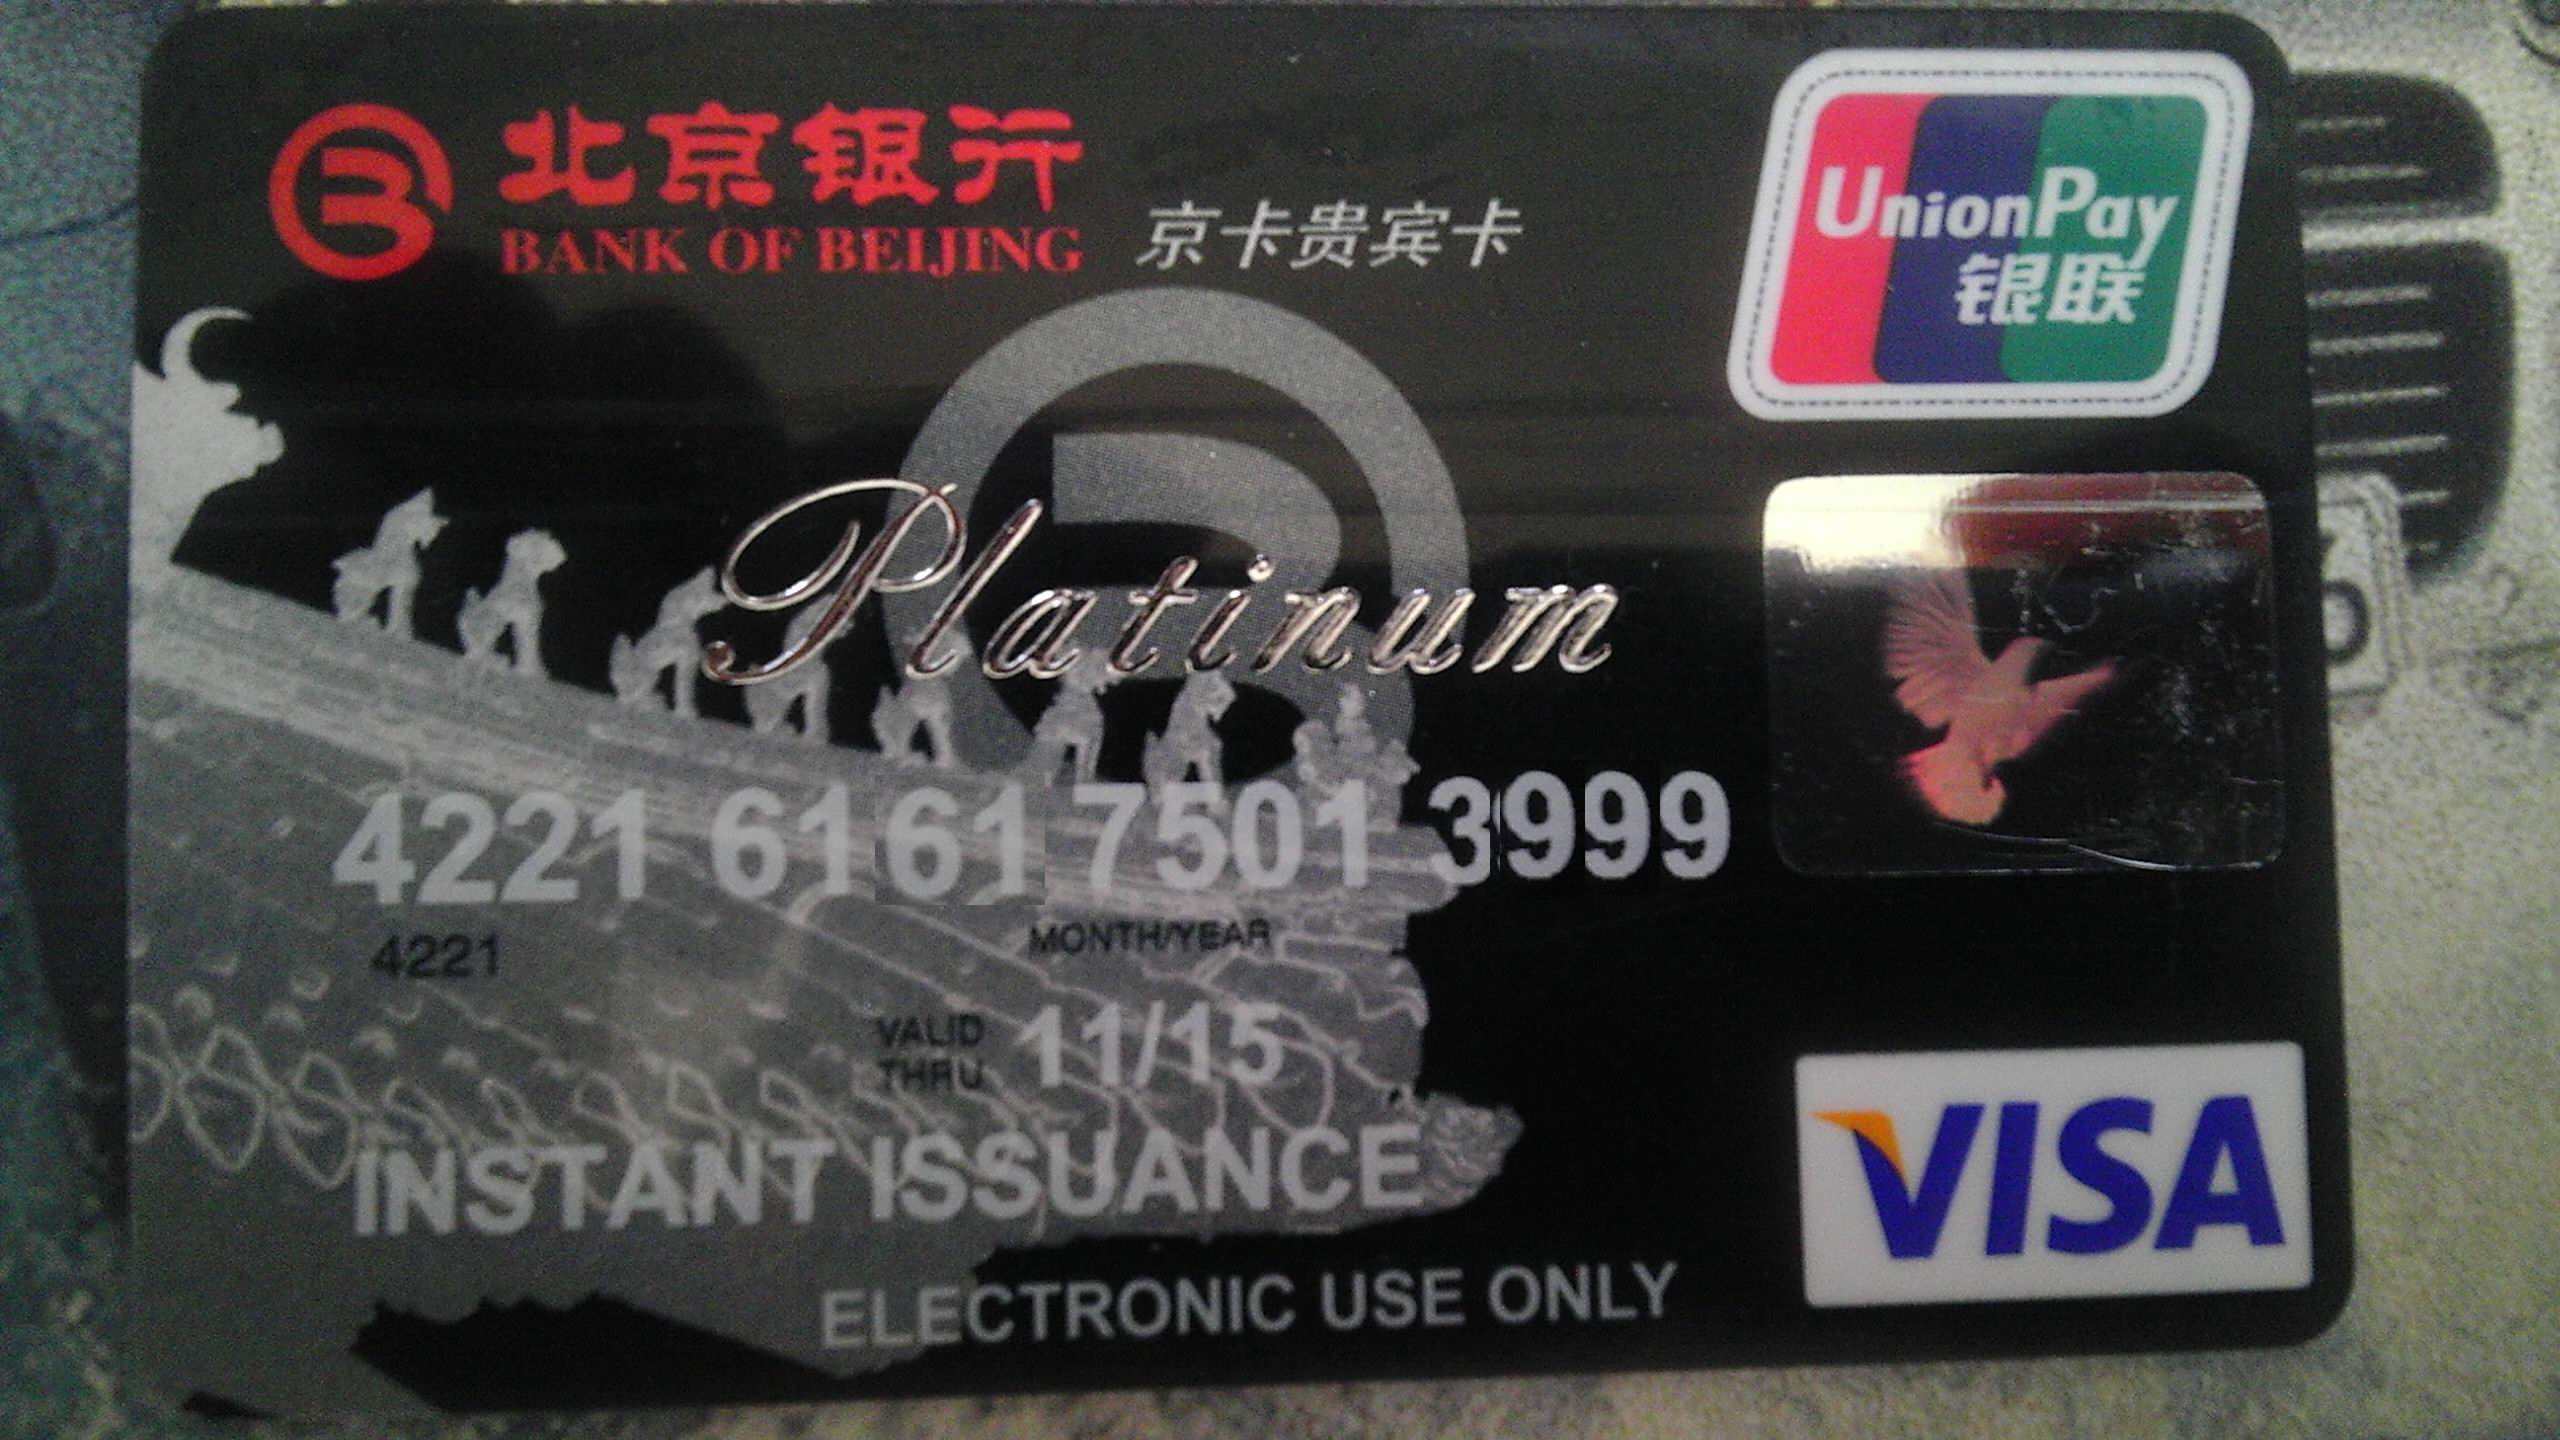 北京银行
BANK OF BEIJING
京卡贵宾卡
UnionPay
银联
Platinum
4221 6161 7501 3999
4221
MONTH/YEAR
VALID THRU 11/15
INSTANT ISSUANCE
ELECTRONIC USE ONLY
VISA